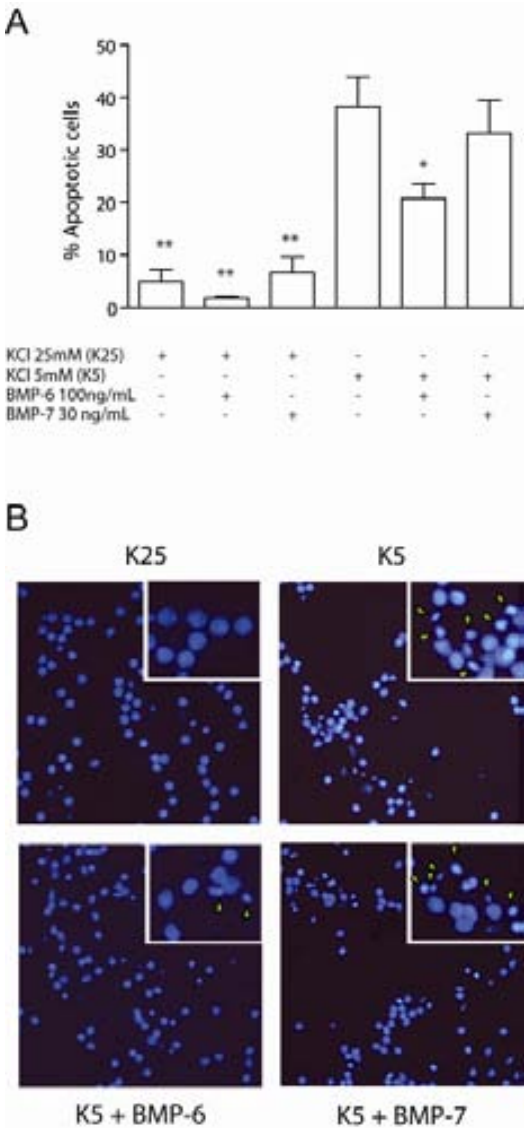 A
50
40
30
20
10
0
% Apoptotic cells
** ** ** *
KCl 25mM (K25) + + + - - -
KCl 5mM (K5) - - - + + +
BMP-6 100ng/mL - + - - + -
BMP-7 30 ng/mL - - + - - +
B
K25 K5
K5 + BMP-6 K5 + BMP-7